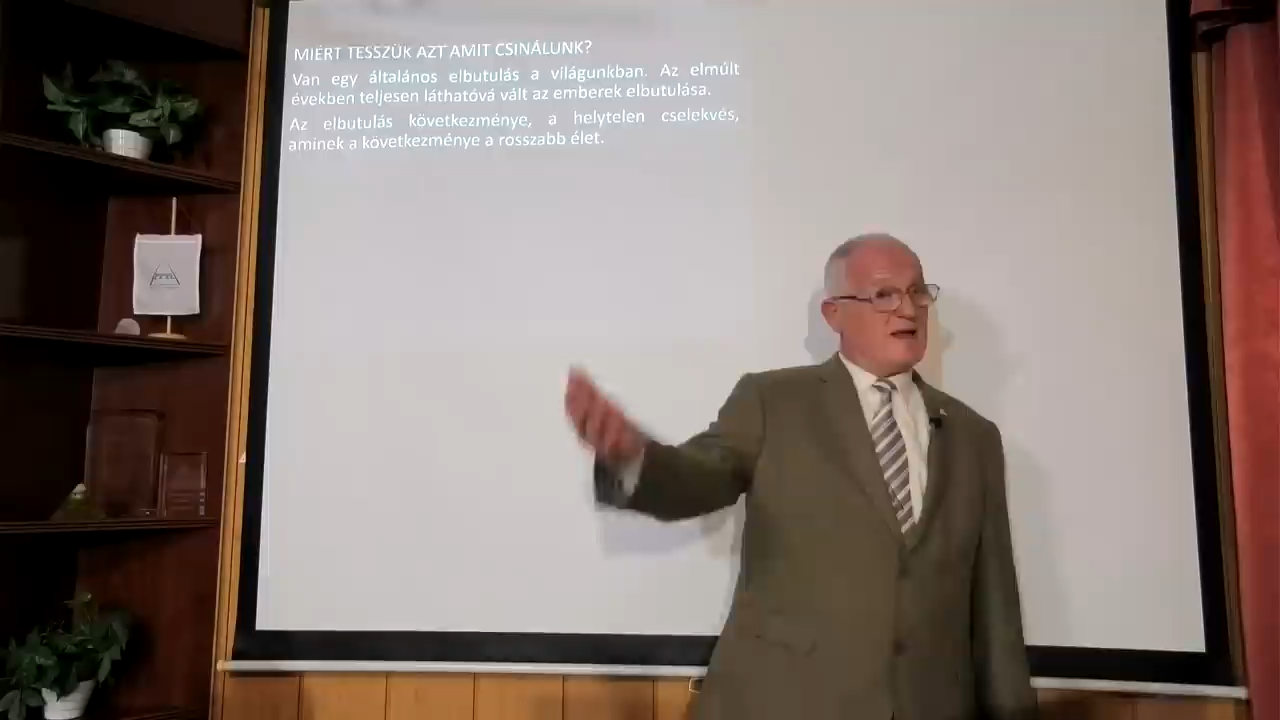 MIÉRT TESSZÜK AZT AMIT CSINÁLUNK?
Van egy általános elbutulás a világunkban. Az elmúlt
években teljesen láthatóvá vált az emberek elbutulása.
Az elbutulás következménye, a helytelen cselekvés,
aminek a következménye a rosszabb élet.